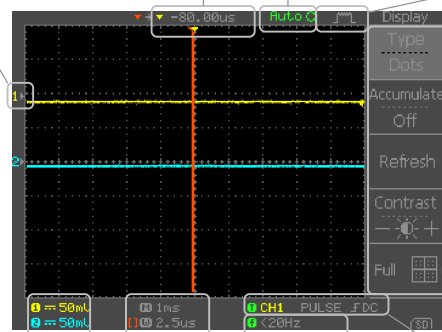 -80.00us Auto Display
Type
Dots
1
Accumulate
Off
2
Refresh
Contrast
- +
Full
1 50mV M 1ms T CH1 PULSE DC
2 50mV [] W 2.5us f <20Hz SD